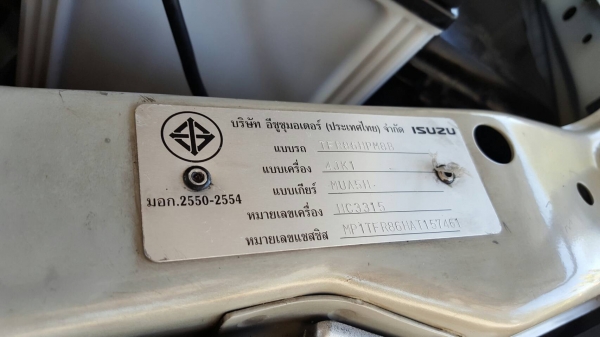 บริษัท อีซูซุมอเตอร์ (ประเทศไทย) จำกัด ISUZU
แบบรถ
แบบเครื่อง 4JK1
แบบเกียร์ MUA5H
หมายเลขเครื่อง HC3315
หมายเลขแชสซิส
มอก.2550-2554